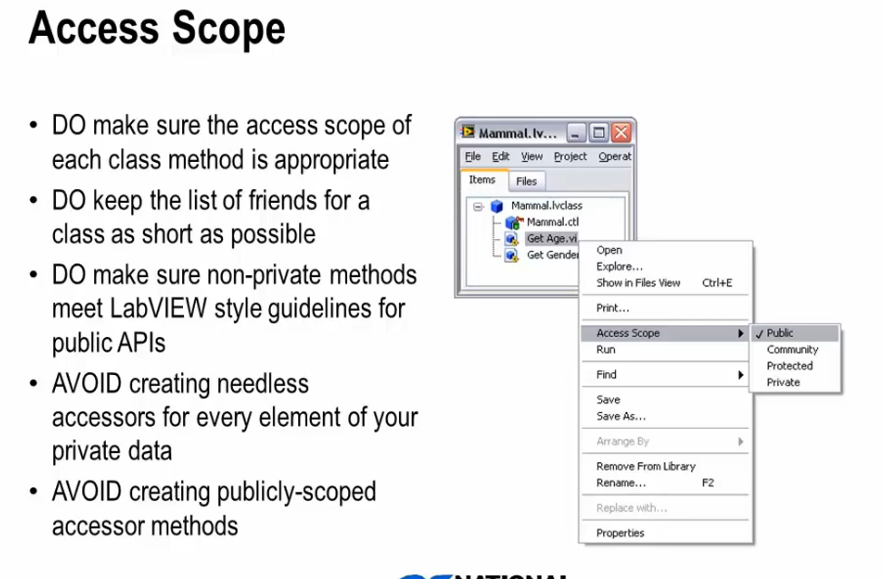 Access Scope
• DO make sure the access scope of
each class method is appropriate
• DO keep the list of friends for a
class as short as possible
• DO make sure non-private methods
meet LabVIEW style guidelines for
public APIs
• AVOID creating needless
accessors for every element of your
private data
• AVOID creating publicly-scoped
accessor methods
Mammal.lv...
File Edit View Project Operat
Items Files
Mammal.lvclass
Mammal.ctl
Get Age.vi
Get Gende
Open
Explore...
Show in Files View Ctrl+E
Print...
Access Scope
Run
Find
Save
Save As...
Arrange By
Remove From Library
Rename... F2
Replace with...
Properties
Public
Community
Protected
Private
NATIONAL